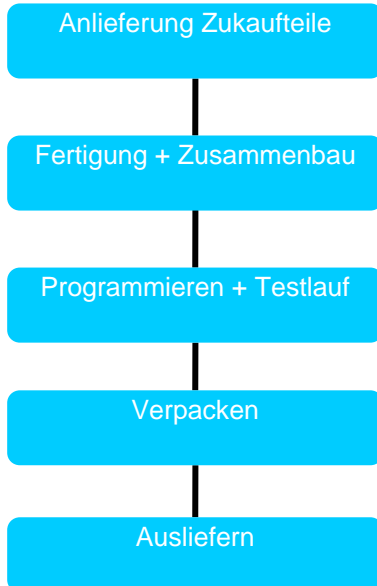 Anlieferung Zukaufteile
Fertigung + Zusammenbau
Programmieren + Testlauf
Verpacken
Ausliefern